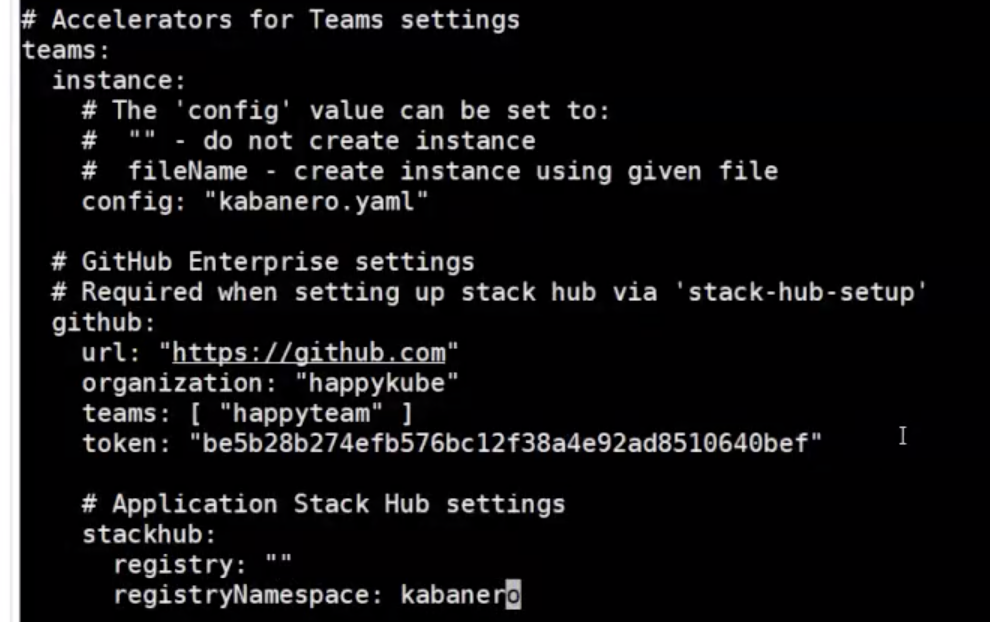 # Accelerators for Teams settings
teams:
  instance:
    # The 'config' value can be set to:
    #  "" - do not create instance
    #  fileName - create instance using given file
    config: "kabanero.yaml"

  # GitHub Enterprise settings
  # Required when setting up stack hub via 'stack-hub-setup'
  github:
    url: "https://github.com"
    organization: "happykube"
    teams: [ "happyteam" ]
    token: "be5b28b274efb576bc12f38a4e92ad8510640bef"

    # Application Stack Hub settings
    stackhub:
      registry: ""
      registryNamespace: kabanero